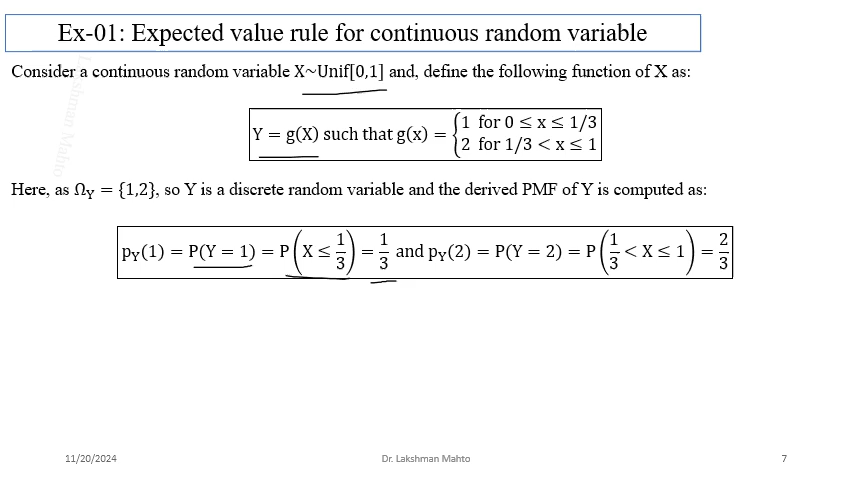 Ex-01: Expected value rule for continuous random variable
Consider a continuous random variable X~Unif[0,1] and, define the following function of X as:
Y = g(X) such that g(x) = {1 for 0 ≤ x ≤ 1/3
2 for 1/3 < x ≤ 1
Here, as Ω_Y = {1,2}, so Y is a discrete random variable and the derived PMF of Y is computed as:
p_Y(1) = P(Y = 1) = P(X ≤ 1/3) = 1/3 and p_Y(2) = P(Y = 2) = P(1/3 < X ≤ 1) = 2/3
Lakshman Mahto
11/20/2024
Dr. Lakshman Mahto
7